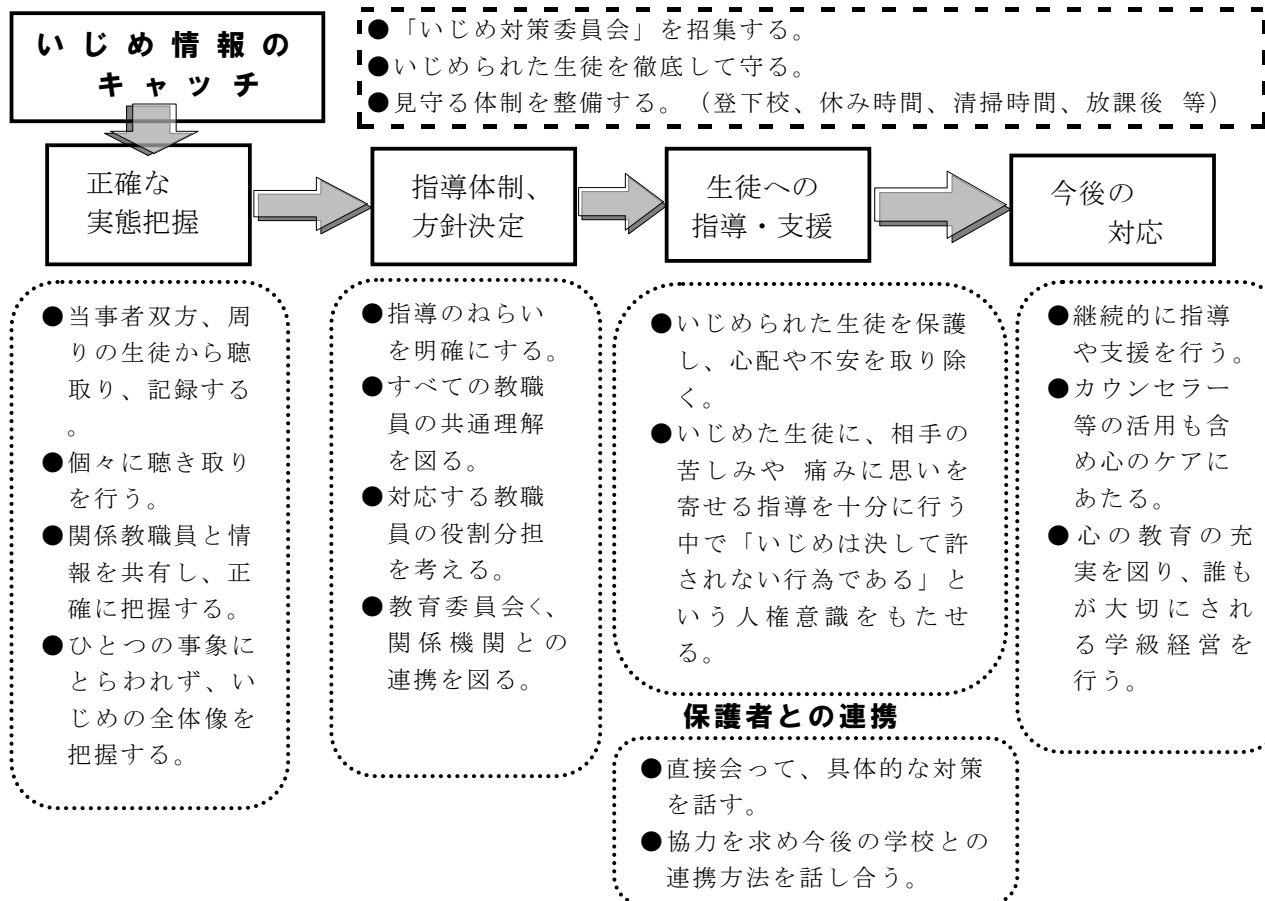 いじめ情報の
キャッチ
●「いじめ対策委員会」を招集する。
●いじめられた生徒を徹底して守る。
●見守る体制を整備する。（登下校、休み時間、清掃時間、放課後 等）
正確な
実態把握
指導体制、
方針決定
生徒への
指導・支援
今後の
対応
●当事者双方、周
りの生徒から聴
取り、記録する
。
●個々に聴き取り
を行う。
●関係教職員と情
報を共有し、正
確に把握する。
●ひとつの事象に
とらわれず、い
じめの全体像を
把握する。
●指導のねらい
を明確にする。
●すべての教職
員の共通理解
を図る。
●対応する教職
員の役割分担
を考える。
●教育委員会く、
関係機関との
連携を図る。
●いじめられた生徒を保護
し、心配や不安を取り除
く。
●いじめた生徒に、相手の
苦しみや 痛みに思いを
寄せる指導を十分に行う
中で「いじめは決して許
されない行為である」と
いう人権意識をもたせ
る。
保護者との連携
●直接会って、具体的な対策
を話す。
●協力を求め今後の学校との
連携方法を話し合う。
●継続的に指導
や支援を行う。
●カウンセラー
等の活用も含
め心のケアに
あたる。
●心の教育の充
実を図り、誰も
が大切にされ
る学級経営を
行う。